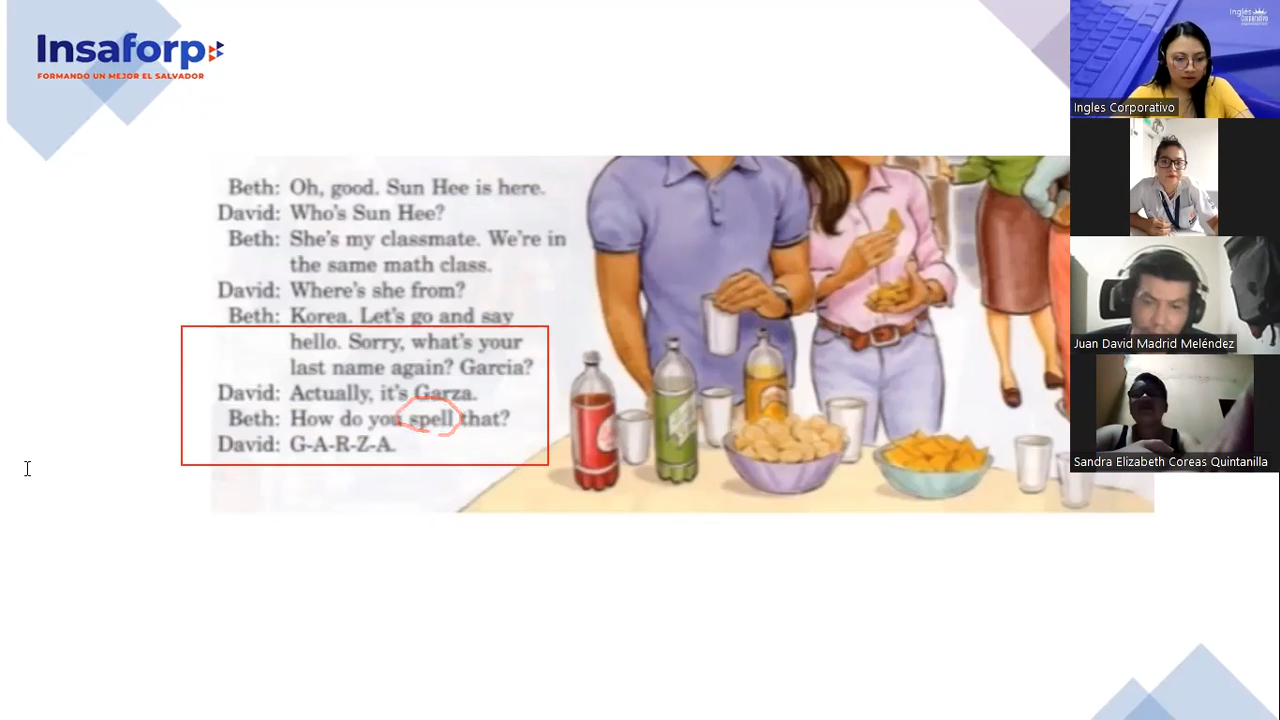 Insaforp
FORMANDO UN MEJOR EL SALVADOR
Beth: Oh, good. Sun Hee is here.
David: Who's Sun Hee?
Beth: She's my classmate. We're in
the same math class.
David: Where's she from?
Beth: Korea. Let's go and say
hello. Sorry, what's your
last name again? Garcia?
David: Actually, it's Garza.
Beth: How do you spell that?
David: G-A-R-Z-A.
Inglés
Corporativo
Ingles Corporativo
Juan David Madrid Meléndez
Sandra Elizabeth Coreas Quintanilla